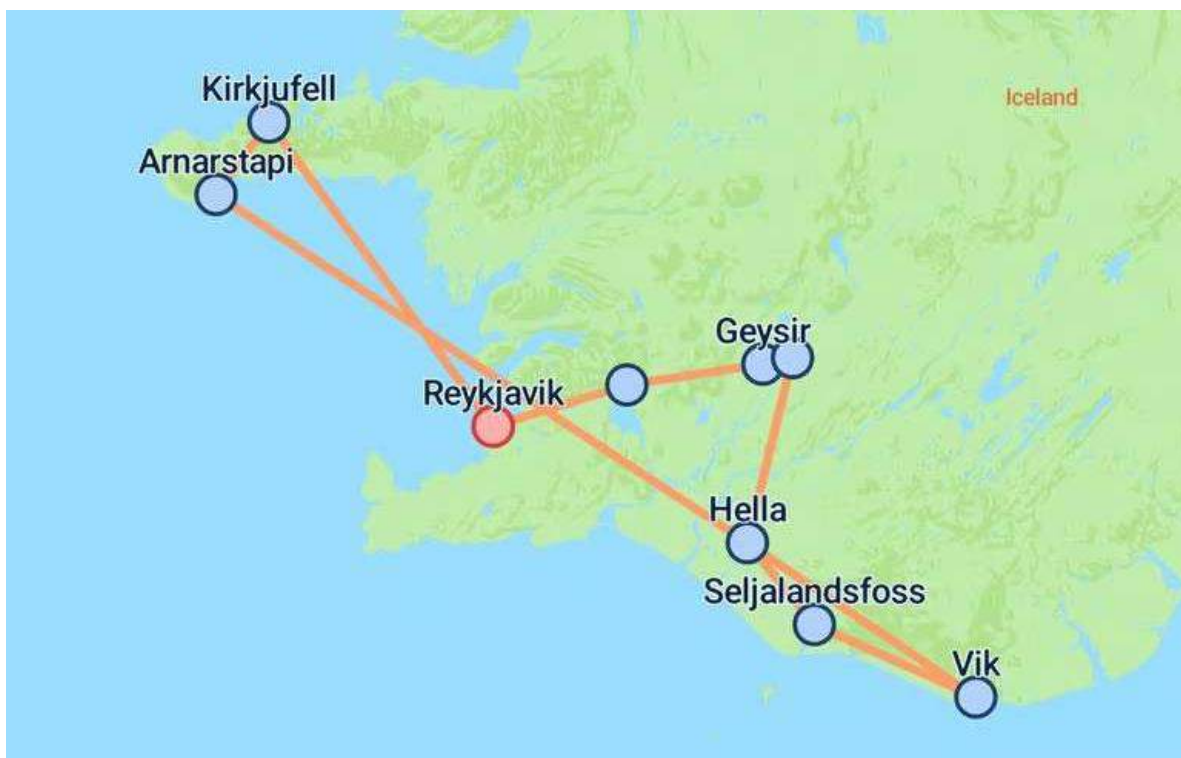 Kirkjufell
Iceland
Arnarstapi
Geysir
Reykjavik
Hella
Seljalandsfoss
Vik